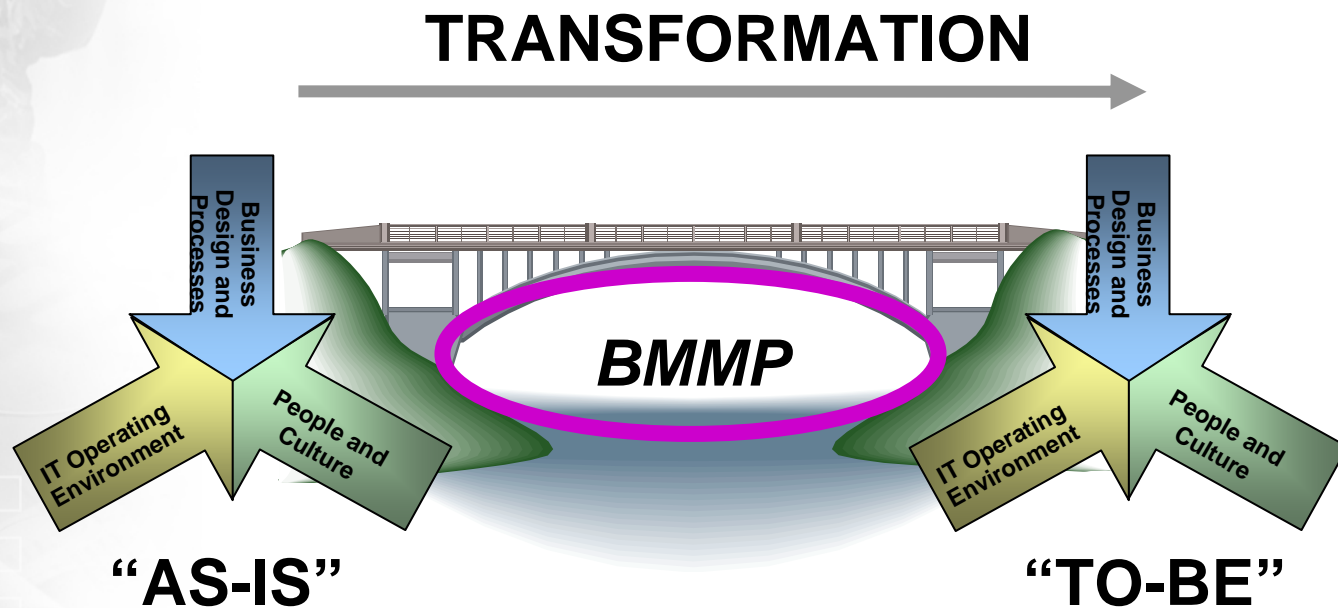 TRANSFORMATION
Business
Design and
Processes
IT Operating
Environment
People and
Culture
“AS-IS”
BMMP
Business
Design and
Processes
IT Operating
Environment
People and
Culture
“TO-BE”